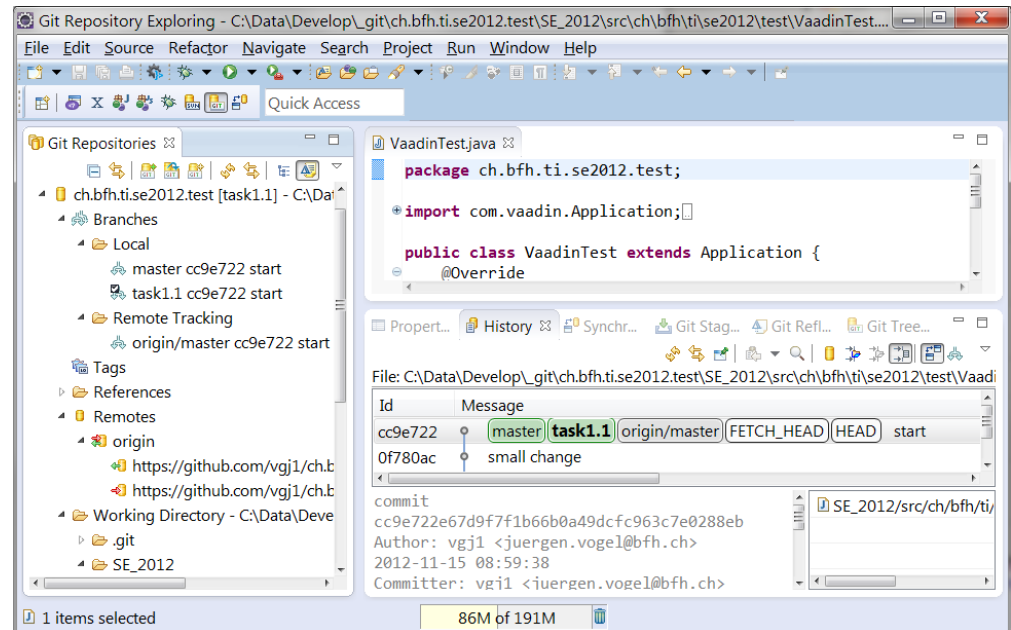 Git Repository Exploring - C:\Data\Develop\_git\ch.bfh.ti.se2012.test\SE_2012\src\ch\bfh\ti\se2012\test\VaadinTest....
File Edit Source Refactor Navigate Search Project Run Window Help
Quick Access
Git Repositories
ch.bfh.ti.se2012.test [task1.1] - C:\Dat
Branches
Local
master cc9e722 start
task1.1 cc9e722 start
Remote Tracking
origin/master cc9e722 start
Tags
References
Remotes
origin
https://github.com/vgj1/ch.b
https://github.com/vgj1/ch.b
Working Directory - C:\Data\Deve
.git
SE_2012
VaadinTest.java
package ch.bfh.ti.se2012.test;
import com.vaadin.Application;
public class VaadinTest extends Application {
@Override
Propert... History Synchr... Git Stag... Git Refl... Git Tree...
File: C:\Data\Develop\_git\ch.bfh.ti.se2012.test\SE_2012\src\ch\bfh\ti\se2012\test\Vaadi
Id Message
cc9e722 master task1.1 origin/master FETCH_HEAD HEAD start
0f780ac small change
commit
cc9e722e67d9f7f1b66b0a49dcfc963c7e0288eb
Author: vgj1 <juergen.vogel@bfh.ch>
2012-11-15 08:59:38
Committer: vgj1 <juergen.vogel@bfh.ch>
SE_2012/src/ch/bfh/ti/
1 items selected
86M of 191M